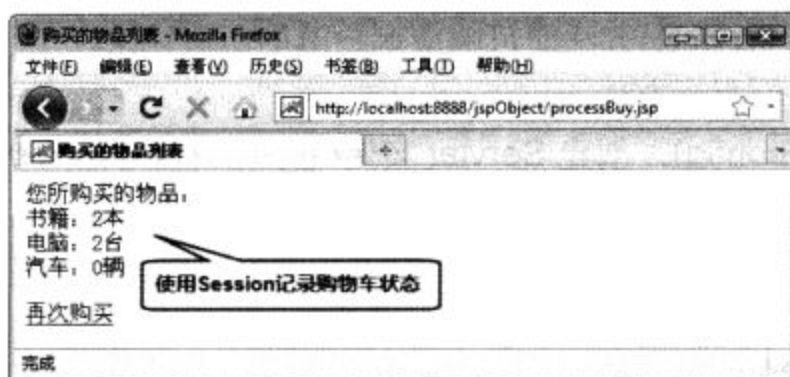 购买的物品列表 - Mozilla Firefox
文件(F) 编辑(E) 查看(V) 历史(S) 书签(B) 工具(T) 帮助(H)
http://localhost:8888/jspObject/processBuy.jsp
购买的物品列表
您所购买的物品:
书籍: 2本
电脑: 2台
汽车: 0辆
使用Session记录购物车状态
再次购买
完成